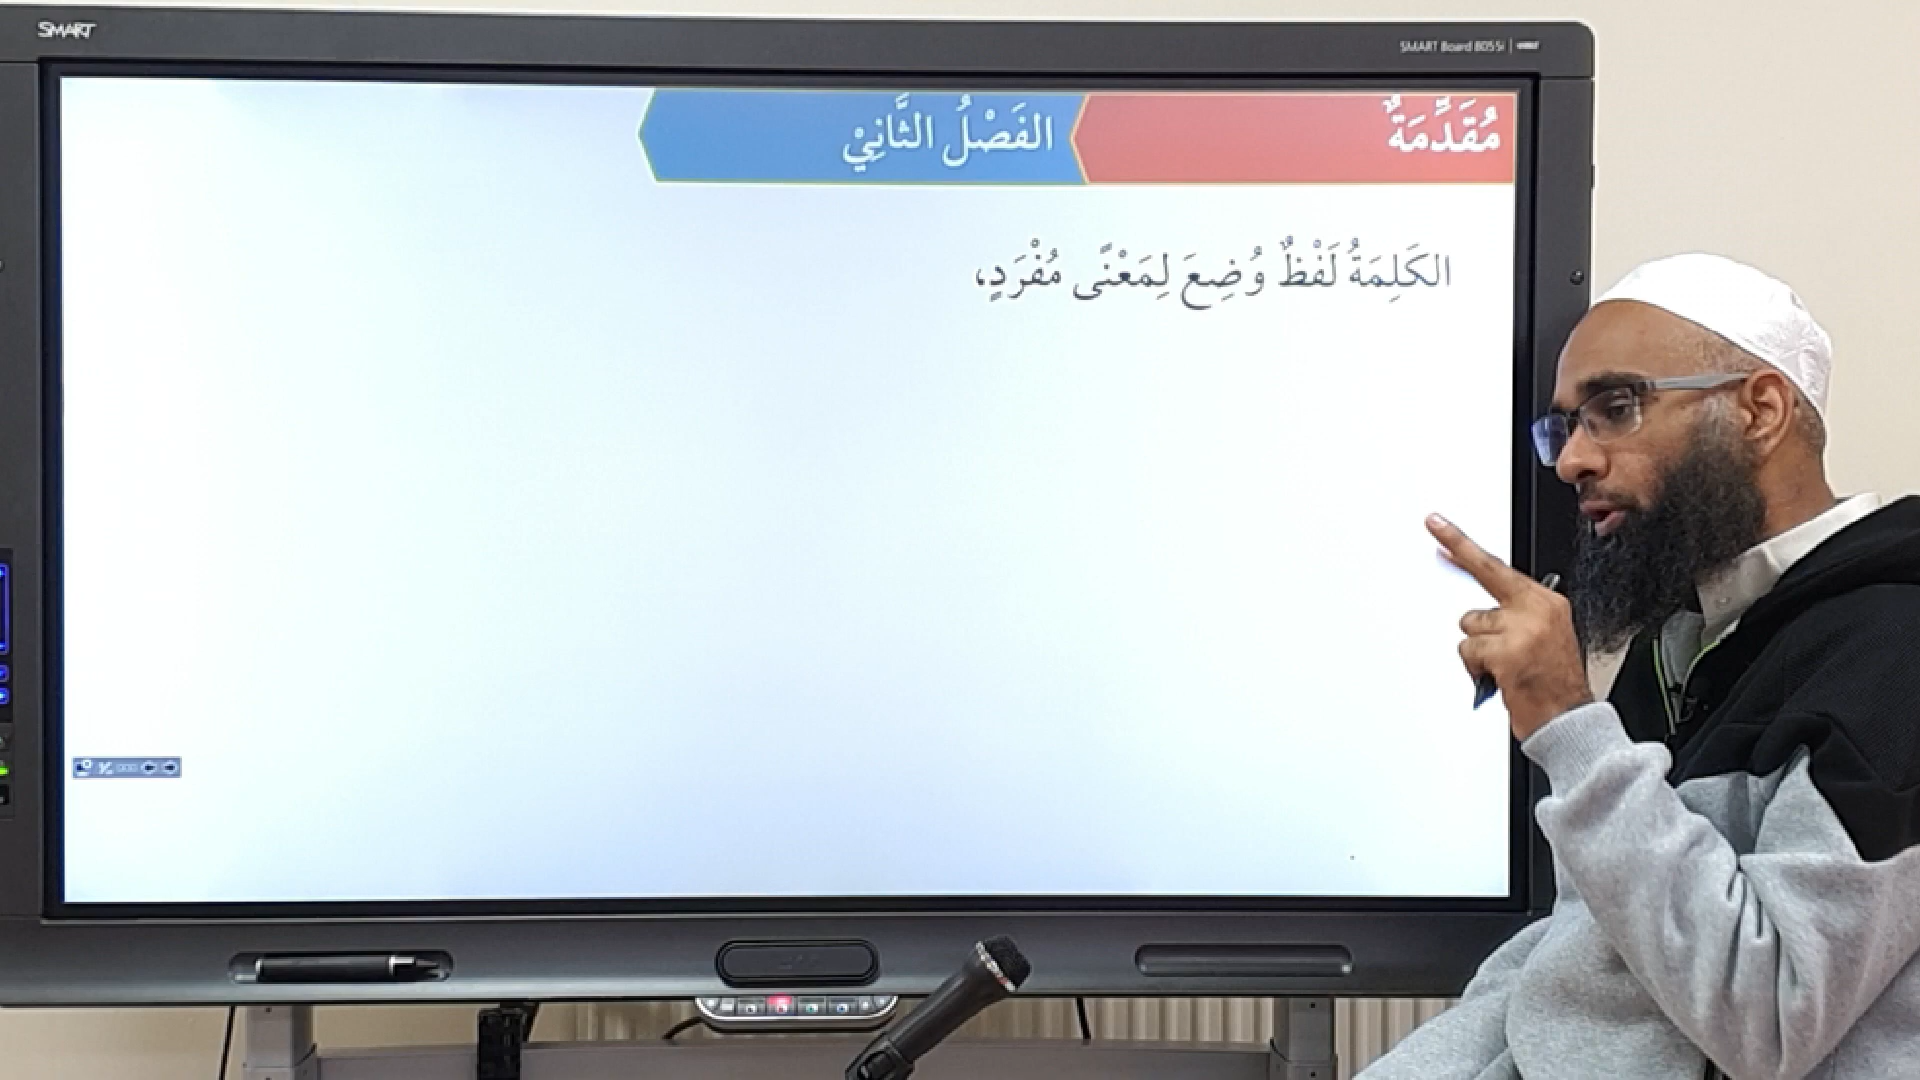 SMART
SMART Board 8055i
مُقَدِّمَةٌ
الفَصْلُ الثَّانِيْ
الكَلِمَةُ لَفْظٌ وُضِعَ لِمَعْنًى مُفْرَدٍ،